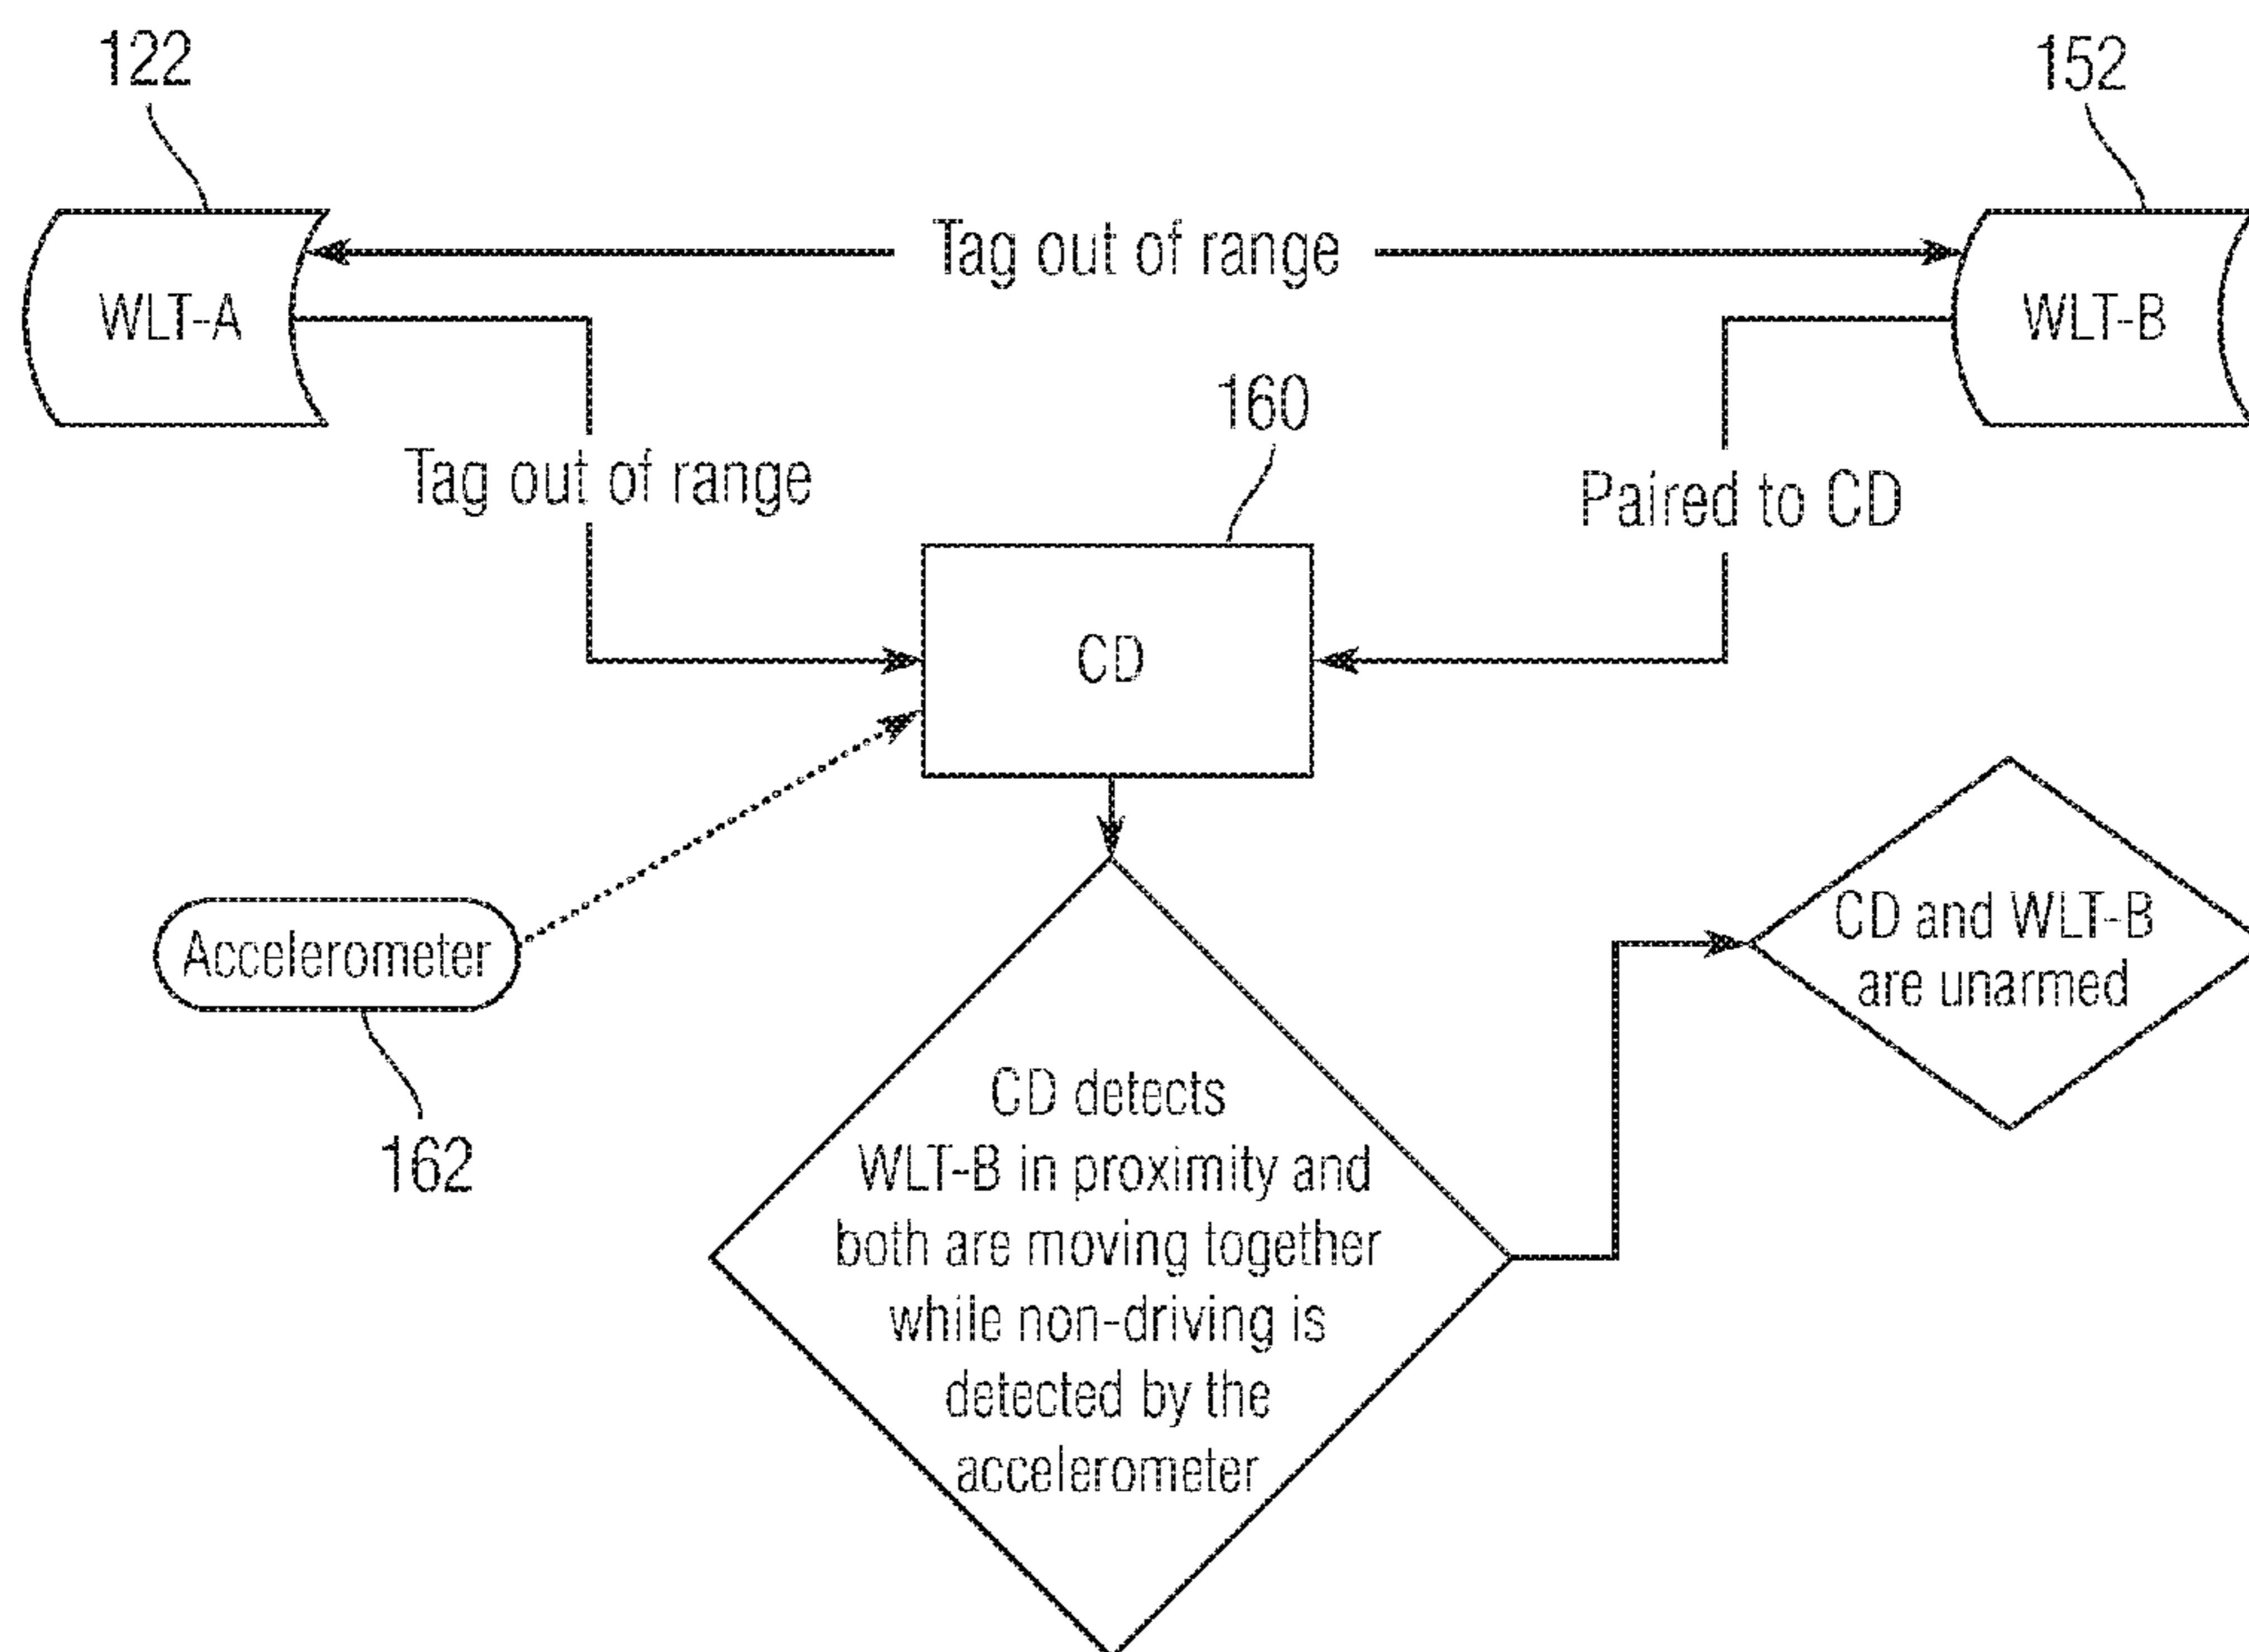 122
152
Tag out of range
WLT-A
WLT-B
160
Tag out of range
Paired to CD
CD
CD and WLT-B
are unarmed
Accelerometer
162
CD detects
WLT-B in proximity and
both are moving together
while non-driving is
detected by the
accelerometer